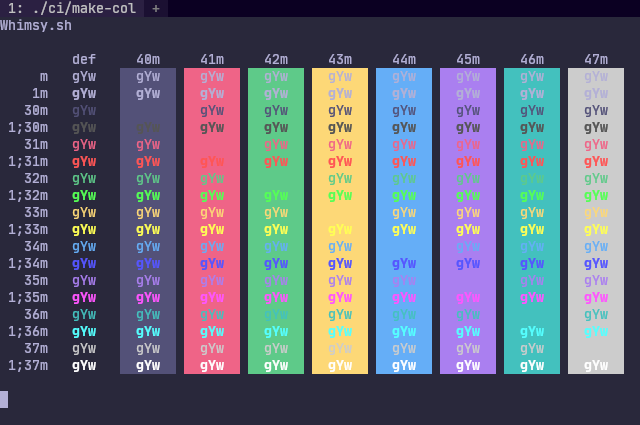 1: ./ci/make-col +
Whimsy.sh
def 40m 41m 42m 43m 44m 45m 46m 47m
m gYw gYw gYw gYw gYw gYw gYw gYw gYw
1m gYw gYw gYw gYw gYw gYw gYw gYw gYw
30m gYw gYw gYw gYw gYw gYw gYw gYw
1;30m gYw gYw gYw gYw gYw gYw gYw gYw gYw
31m gYw gYw gYw gYw gYw gYw gYw gYw
1;31m gYw gYw gYw gYw gYw gYw gYw gYw gYw
32m gYw gYw gYw gYw gYw gYw gYw gYw
1;32m gYw gYw gYw gYw gYw gYw gYw gYw gYw
33m gYw gYw gYw gYw gYw gYw gYw gYw
1;33m gYw gYw gYw gYw gYw gYw gYw gYw gYw
34m gYw gYw gYw gYw gYw gYw gYw gYw
1;34m gYw gYw gYw gYw gYw gYw gYw gYw gYw
35m gYw gYw gYw gYw gYw gYw gYw gYw
1;35m gYw gYw gYw gYw gYw gYw gYw gYw gYw
36m gYw gYw gYw gYw gYw gYw gYw gYw
1;36m gYw gYw gYw gYw gYw gYw gYw gYw gYw
37m gYw gYw gYw gYw gYw gYw gYw gYw
1;37m gYw gYw gYw gYw gYw gYw gYw gYw gYw